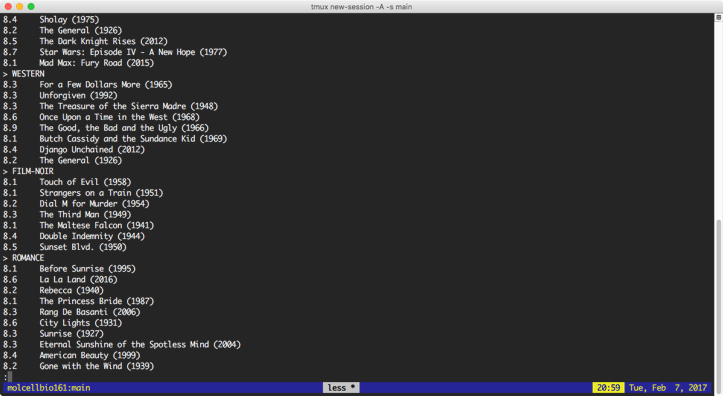 tmux new-session -A -s main
8.4 Sholay (1975)
8.2 The General (1926)
8.5 The Dark Knight Rises (2012)
8.7 Star Wars: Episode IV - A New Hope (1977)
8.1 Mad Max: Fury Road (2015)
> WESTERN
8.3 For a Few Dollars More (1965)
8.3 Unforgiven (1992)
8.3 The Treasure of the Sierra Madre (1948)
8.6 Once Upon a Time in the West (1968)
8.9 The Good, the Bad and the Ugly (1966)
8.1 Butch Cassidy and the Sundance Kid (1969)
8.4 Django Unchained (2012)
8.2 The General (1926)
> FILM-NOIR
8.1 Touch of Evil (1958)
8.1 Strangers on a Train (1951)
8.2 Dial M for Murder (1954)
8.3 The Third Man (1949)
8.1 The Maltese Falcon (1941)
8.4 Double Indemnity (1944)
8.5 Sunset Blvd. (1950)
> ROMANCE
8.1 Before Sunrise (1995)
8.6 La La Land (2016)
8.2 Rebecca (1940)
8.1 The Princess Bride (1987)
8.3 Rang De Basanti (2006)
8.6 City Lights (1931)
8.3 Sunrise (1927)
8.3 Eternal Sunshine of the Spotless Mind (2004)
8.4 American Beauty (1999)
8.2 Gone with the Wind (1939)
:
molcellbio161:main less * 20:59 Tue, Feb 7, 2017